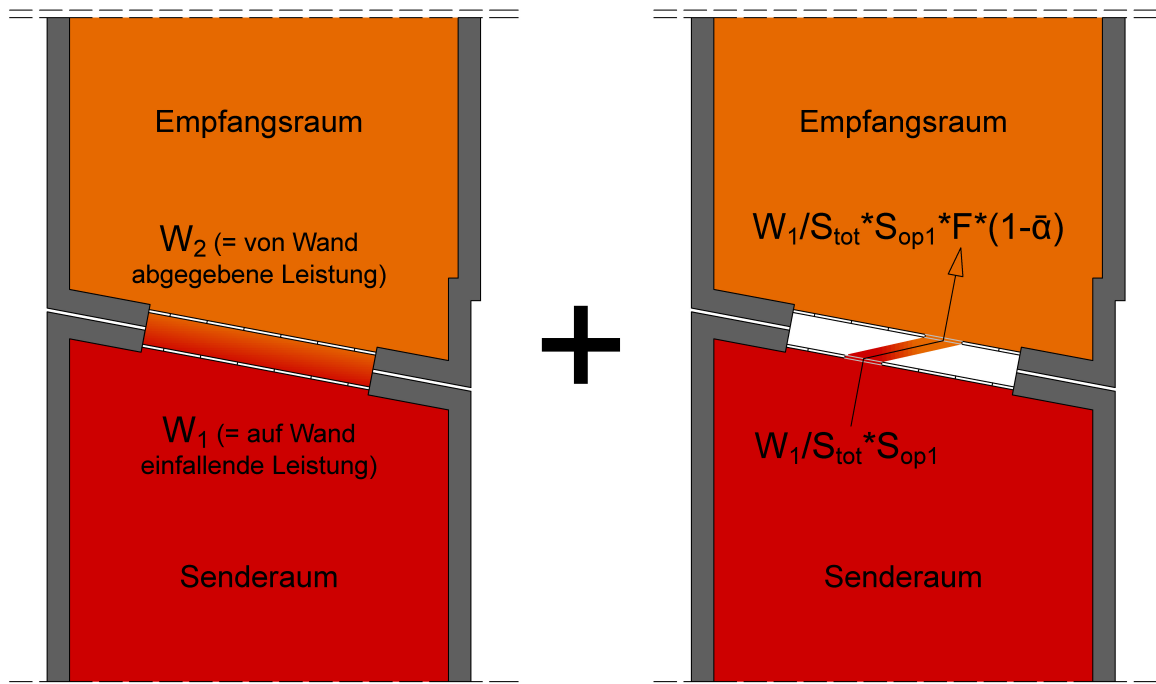 Empfangsraum
W₂ (= von Wand
abgegebene Leistung)
W₁ (= auf Wand
einfallende Leistung)
Senderaum
+
Empfangsraum
W₁/Sₜₒₜ*Sₒₚ₁*F*(1-ᾱ)
W₁/Sₜₒₜ*Sₒₚ₁
Senderaum